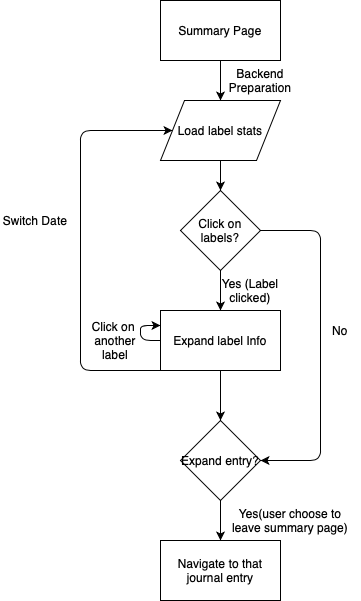 Summary Page
Backend
Preparation
Load label stats
Switch Date
Click on
labels?
Yes (Label
clicked)
Click on
another
label
Expand label Info
No
Expand entry?
Yes(user choose to
leave summary page)
Navigate to that
journal entry